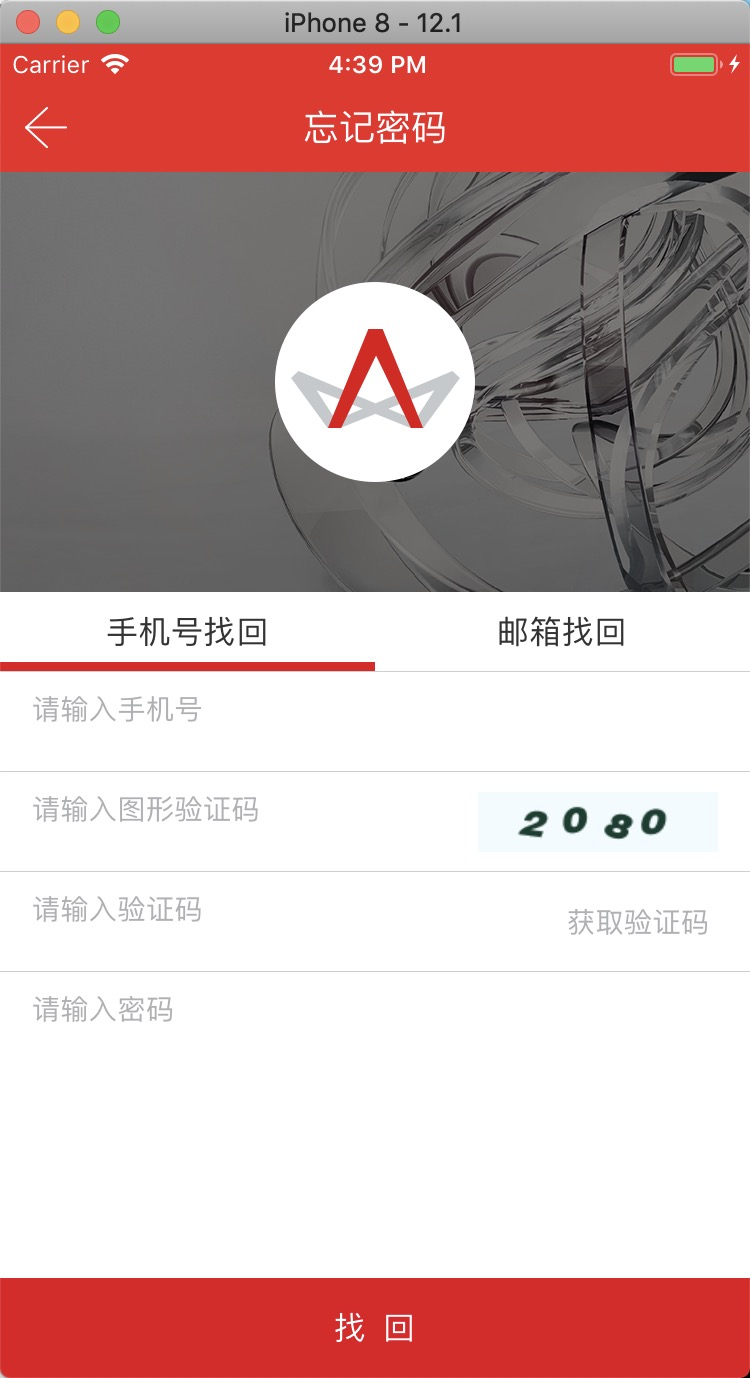 iPhone 8 - 12.1
Carrier 4:39 PM
忘记密码
手机号找回 邮箱找回
请输入手机号
请输入图形验证码 2080
请输入验证码 获取验证码
请输入密码
找 回